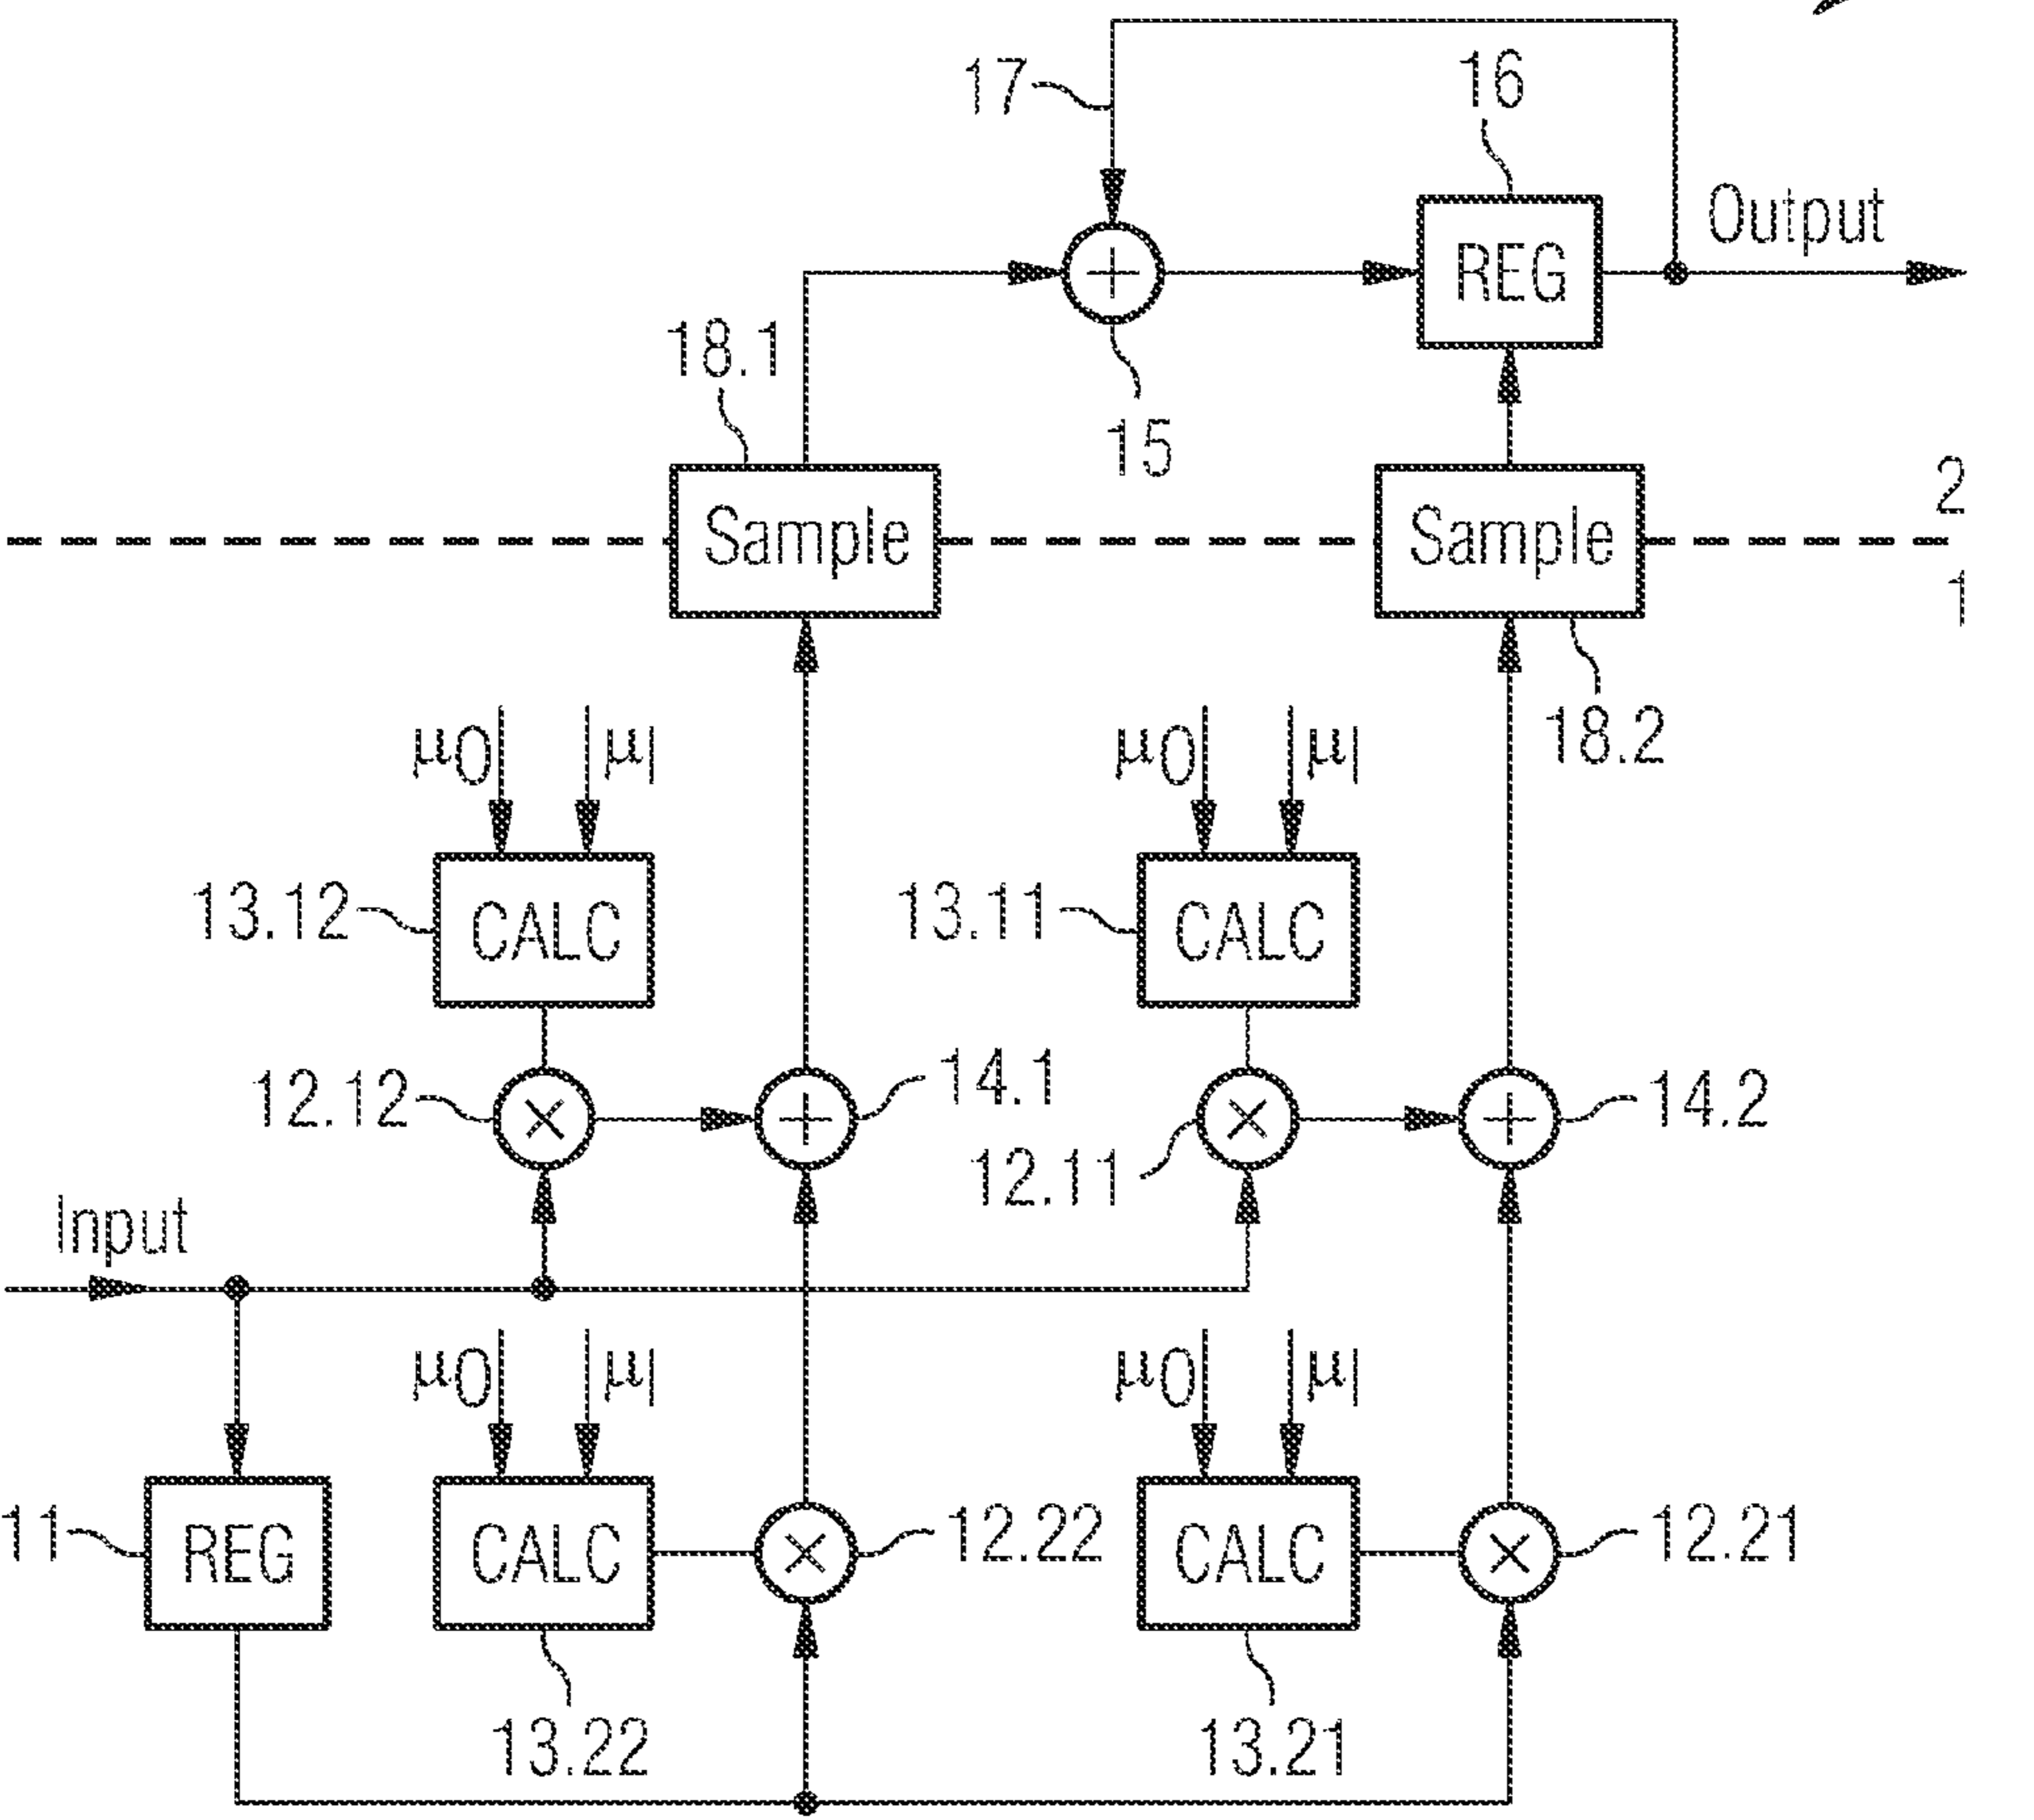 17
16
Output
REG
18.1
15
2
Sample
Sample
1
μO
μI
μO
μI
18.2
13.12
CALC
13.11
CALC
12.12
14.1
12.11
14.2
Input
μO
μI
μO
μI
11
REG
CALC
12.22
CALC
12.21
13.22
13.21